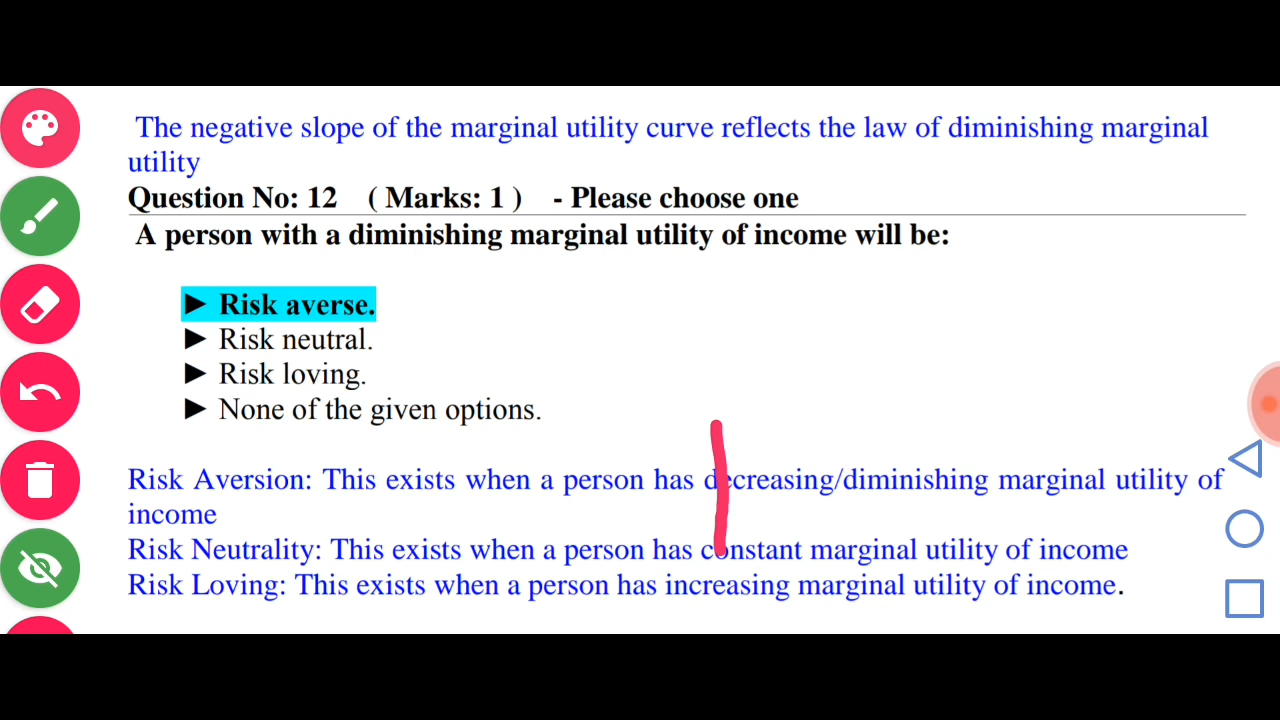 The negative slope of the marginal utility curve reflects the law of diminishing marginal
utility
Question No: 12 ( Marks: 1 ) - Please choose one
A person with a diminishing marginal utility of income will be:
► Risk averse.
► Risk neutral.
► Risk loving.
► None of the given options.
Risk Aversion: This exists when a person has decreasing/diminishing marginal utility of
income
Risk Neutrality: This exists when a person has constant marginal utility of income
Risk Loving: This exists when a person has increasing marginal utility of income.